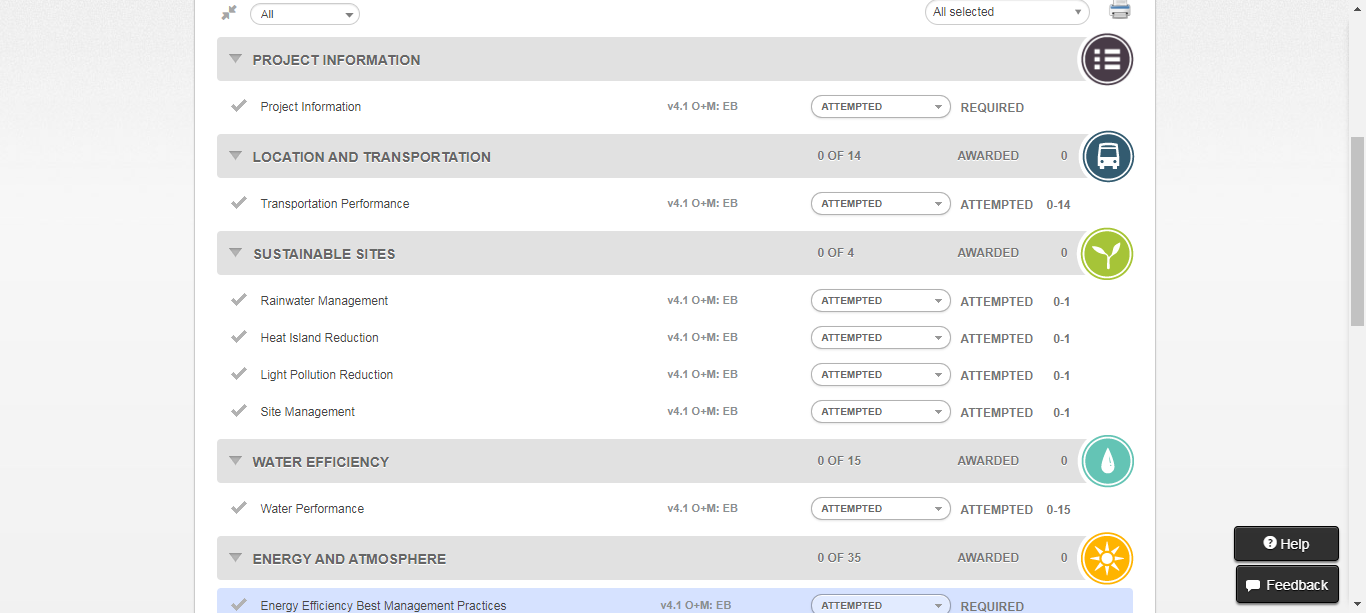 All All selected
PROJECT INFORMATION
Project Information v4.1 O+M: EB ATTEMPTED REQUIRED
LOCATION AND TRANSPORTATION 0 OF 14 AWARDED 0
Transportation Performance v4.1 O+M: EB ATTEMPTED ATTEMPTED 0-14
SUSTAINABLE SITES 0 OF 4 AWARDED 0
Rainwater Management v4.1 O+M: EB ATTEMPTED ATTEMPTED 0-1
Heat Island Reduction v4.1 O+M: EB ATTEMPTED ATTEMPTED 0-1
Light Pollution Reduction v4.1 O+M: EB ATTEMPTED ATTEMPTED 0-1
Site Management v4.1 O+M: EB ATTEMPTED ATTEMPTED 0-1
WATER EFFICIENCY 0 OF 15 AWARDED 0
Water Performance v4.1 O+M: EB ATTEMPTED ATTEMPTED 0-15
ENERGY AND ATMOSPHERE 0 OF 35 AWARDED 0
Energy Efficiency Best Management Practices v4.1 O+M: EB ATTEMPTED REQUIRED
Help
Feedback